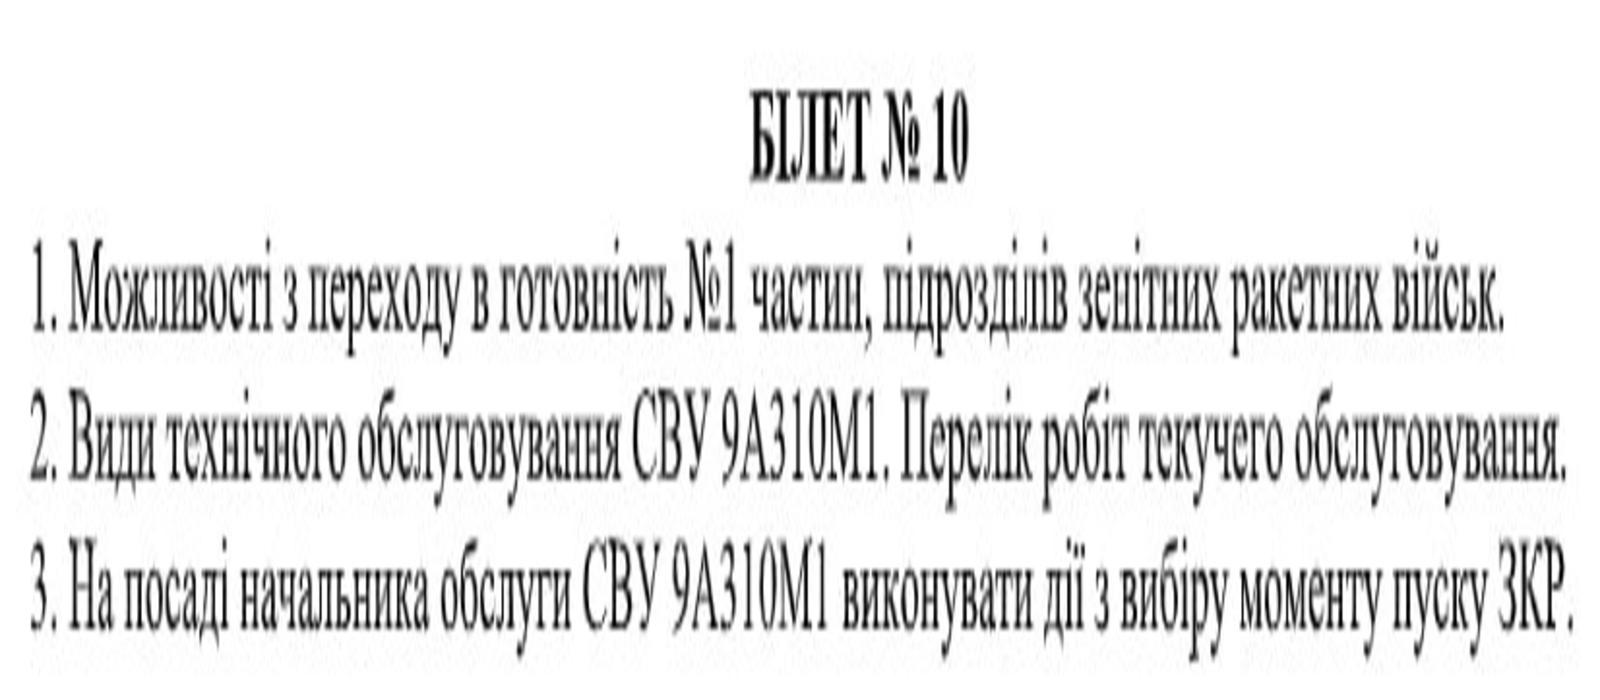 БІЛЕТ № 10
1. Можливості з переходу в готовність №1 частин, підрозділів зенітних ракетних військ.
2. Види технічного обслуговування СВУ 9А310М1. Перелік робіт текучего обслуговування.
3. На посаді начальника обслуги СВУ 9А310М1 виконувати дії з вибіру моменту пуску ЗКР.